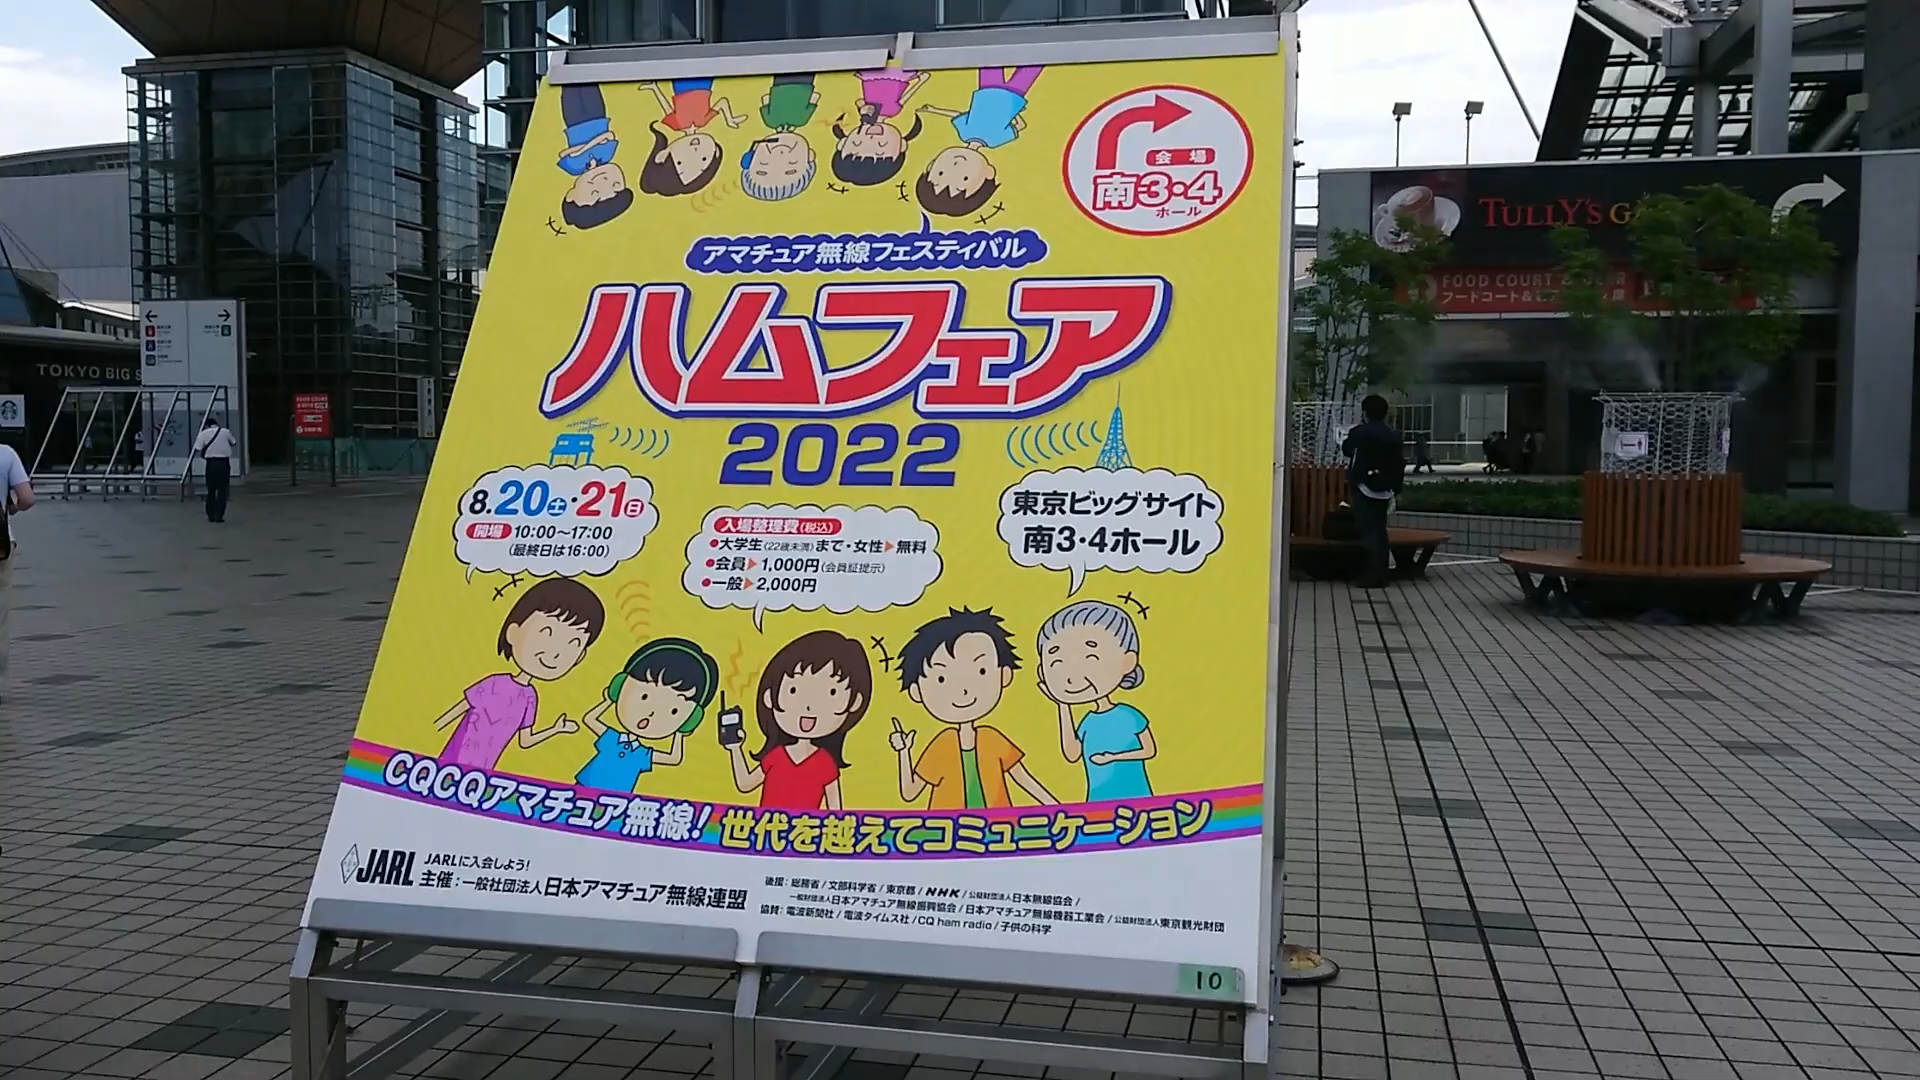 会場
南3・4
ホール
アマチュア無線フェスティバル
ハムフェア
2022
8.20土・21日
開場 10:00～17:00
(最終日は16:00)
入場整理費(税込)
●大学生(22歳未満)まで・女性▶無料
●会員▶1,000円(会員証提示)
●一般▶2,000円
東京ビッグサイト
南3・4ホール
CQCQアマチュア無線! 世代を越えてコミュニケーション
JARL
JARLに入会しよう!
主催：一般社団法人日本アマチュア無線連盟
後援：総務省/文部科学省/東京都/NHK/公益財団法人日本無線協会/
一般財団法人日本アマチュア無線振興協会/日本アマチュア無線機器工業会/公益財団法人東京観光財団
協賛：電波新聞社/電波タイムス社/CQ ham radio/子供の科学
10
TULLY'S
FOOD COURT &
フードコート&
TOKYO BIG
FOOD COURT